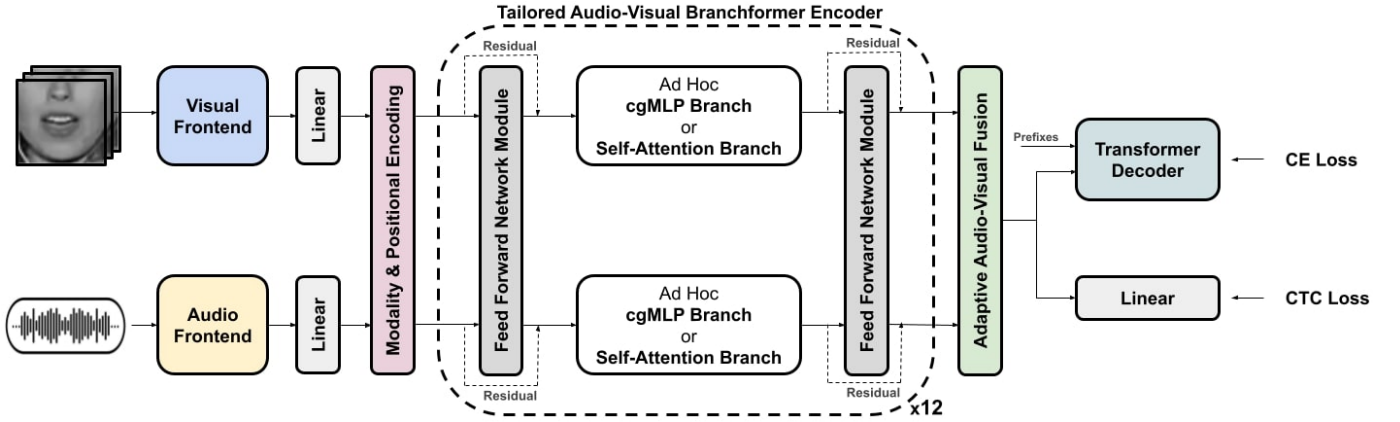 Tailored Audio-Visual Branchformer Encoder
Residual
Residual
Visual
Frontend
Linear
Modality & Positional Encoding
Feed Forward Network Module
Ad Hoc
cgMLP Branch
or
Self-Attention Branch
Feed Forward Network Module
Adaptive Audio-Visual Fusion
Prefixes
Transformer
Decoder
CE Loss
Audio
Frontend
Linear
Ad Hoc
cgMLP Branch
or
Self-Attention Branch
Linear
CTC Loss
Residual
Residual
x12